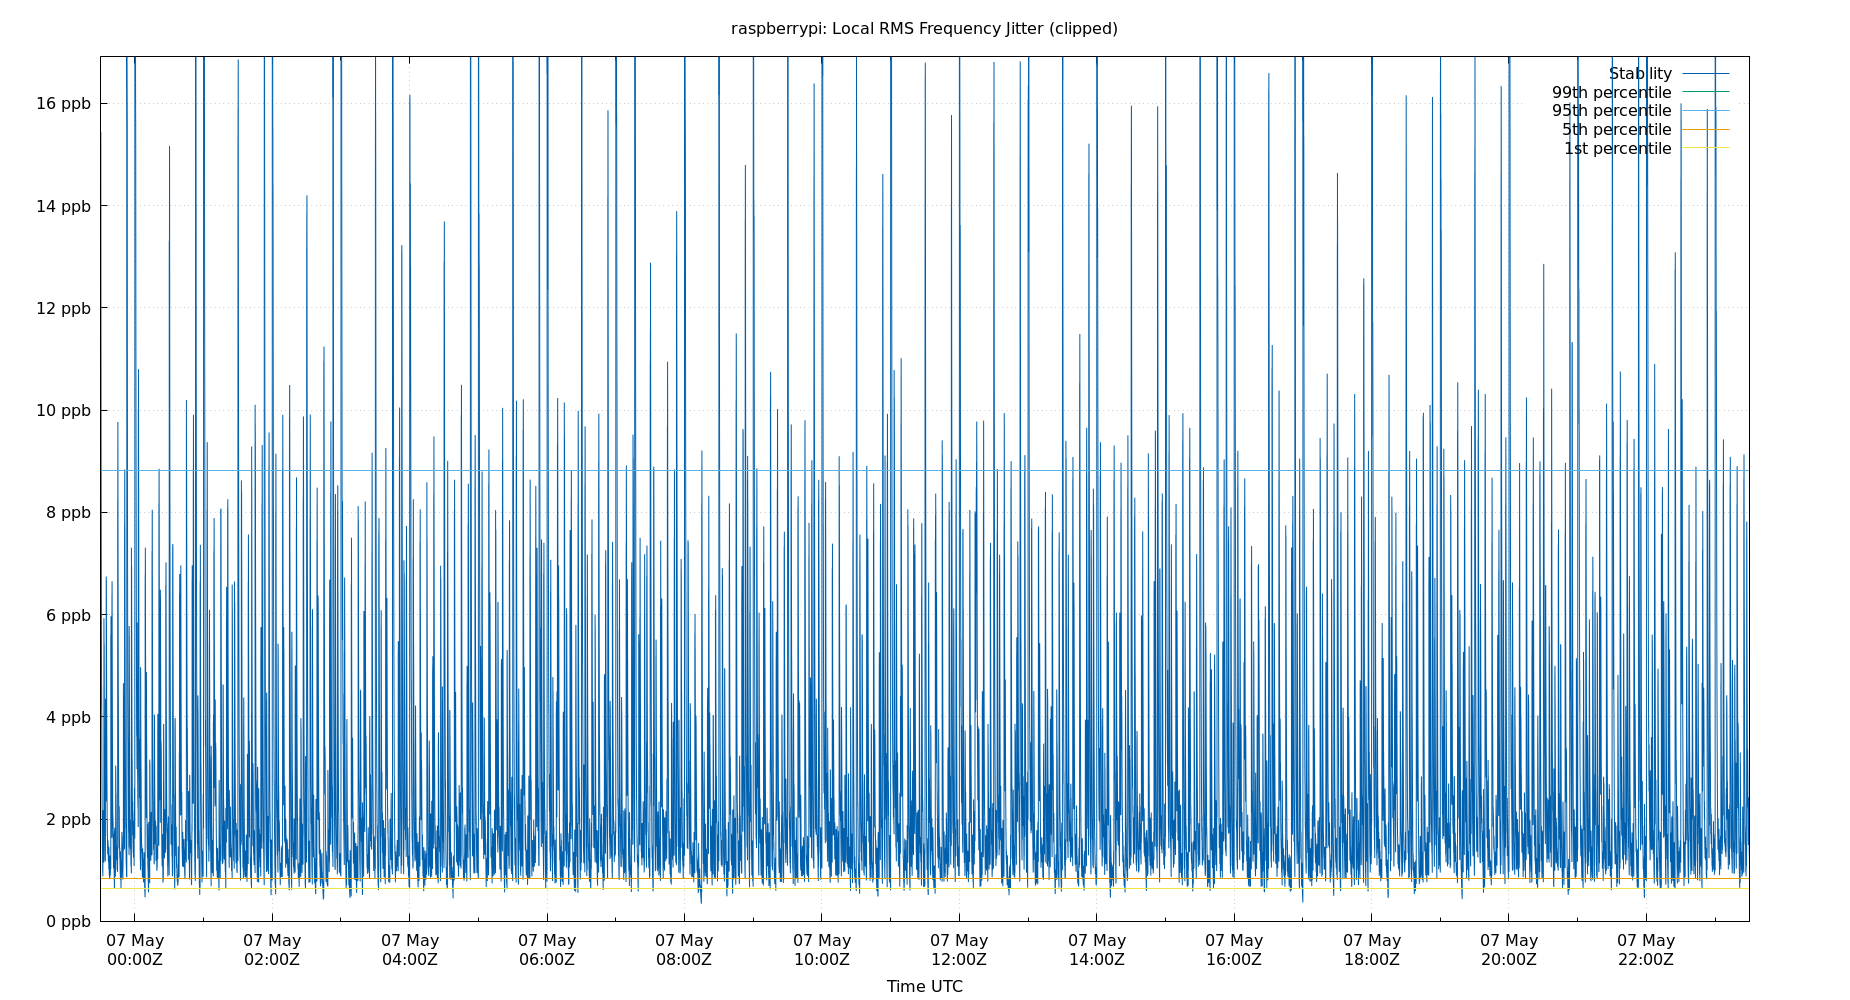 raspberrypi: Local RMS Frequency Jitter (clipped)
Stability
99th percentile
95th percentile
5th percentile
1st percentile
16 ppb
14 ppb
12 ppb
10 ppb
8 ppb
6 ppb
4 ppb
2 ppb
0 ppb
07 May 07 May 07 May 07 May 07 May 07 May 07 May 07 May 07 May 07 May 07 May 07 May
00:00Z 02:00Z 04:00Z 06:00Z 08:00Z 10:00Z 12:00Z 14:00Z 16:00Z 18:00Z 20:00Z 22:00Z
Time UTC